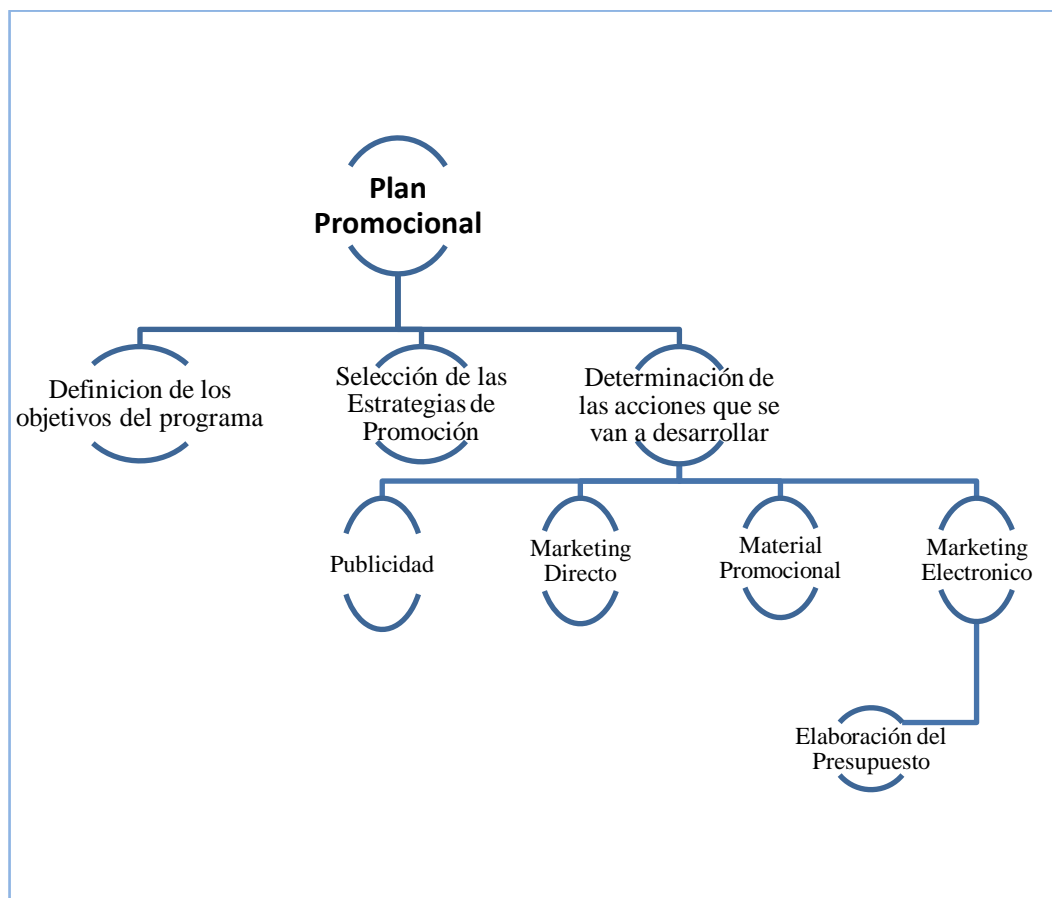 Plan
Promocional
Definicion de los
objetivos del programa
Selección de las
Estrategias de
Promoción
Determinación de
las acciones que se
van a desarrollar
Publicidad
Marketing
Directo
Material
Promocional
Marketing
Electronico
Elaboración del
Presupuesto